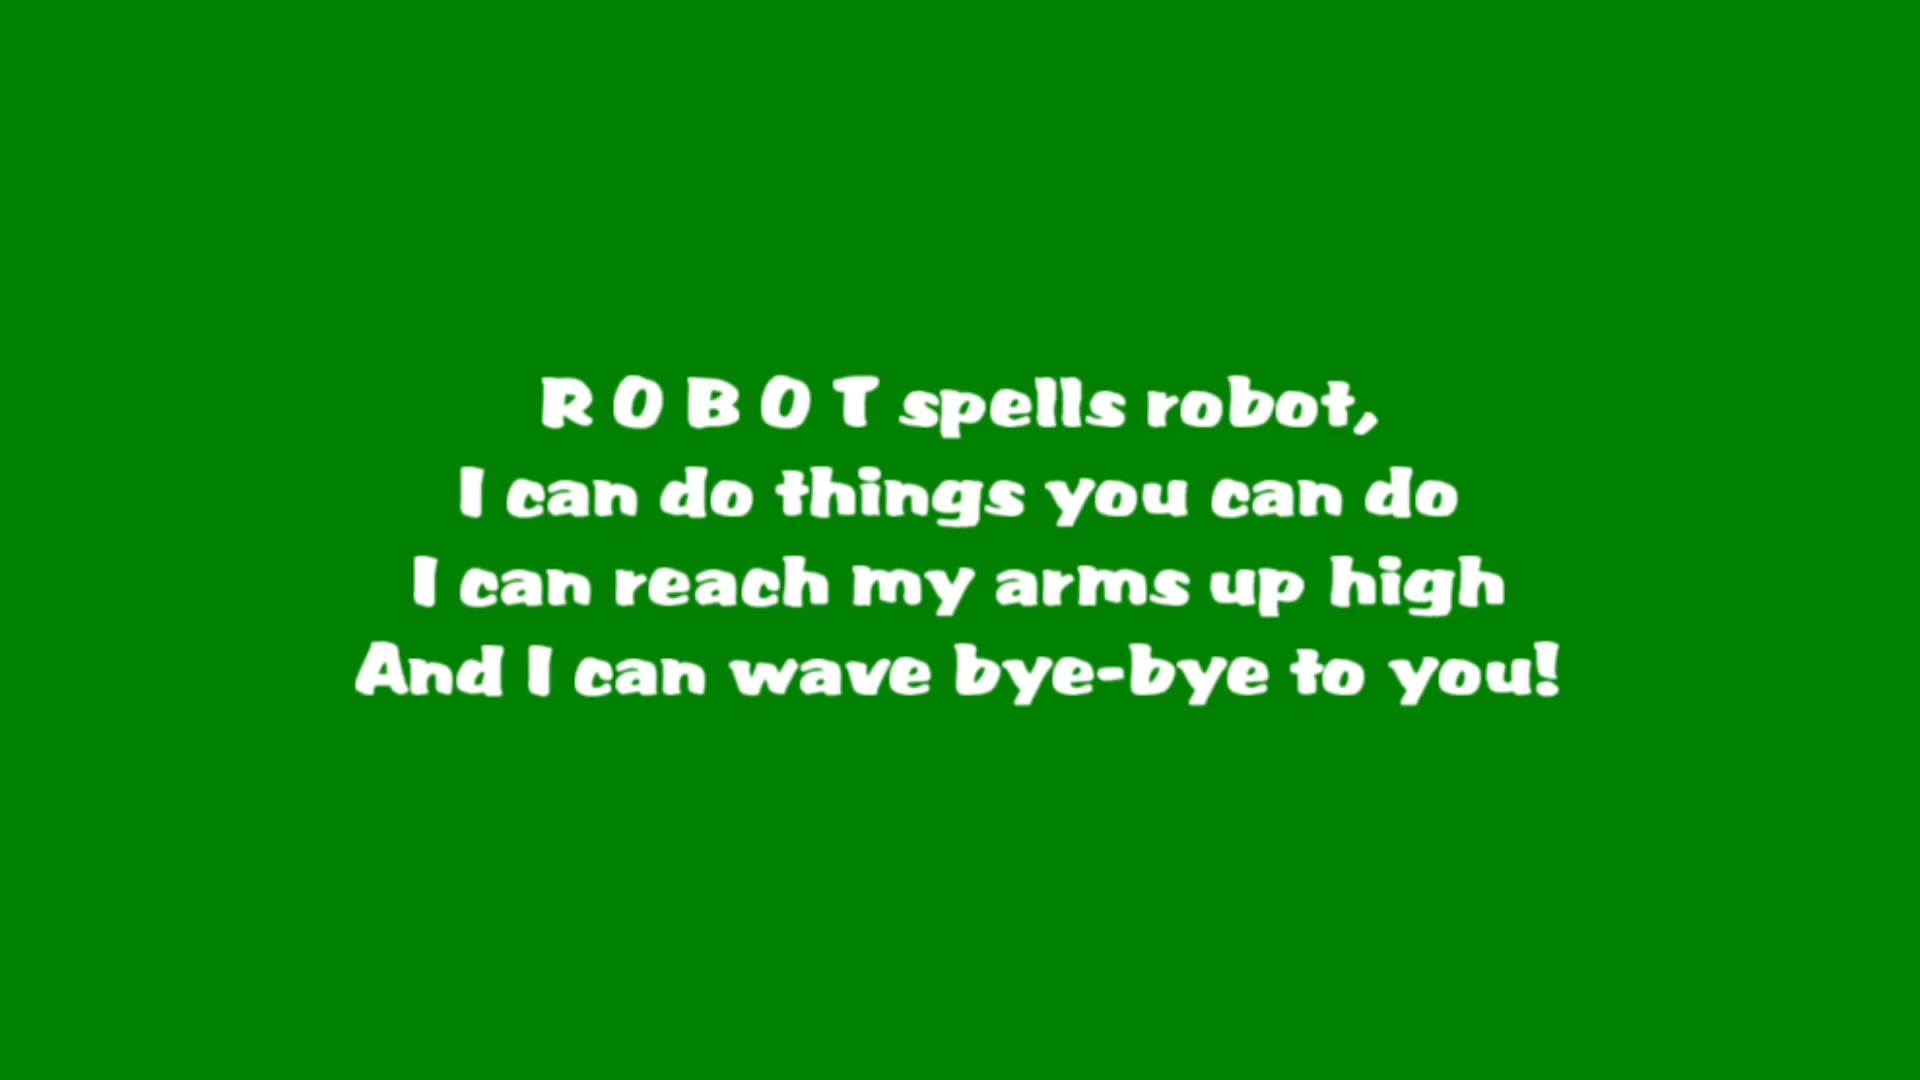 R O B O T spells robot,
I can do things you can do
I can reach my arms up high
And I can wave bye-bye to you!